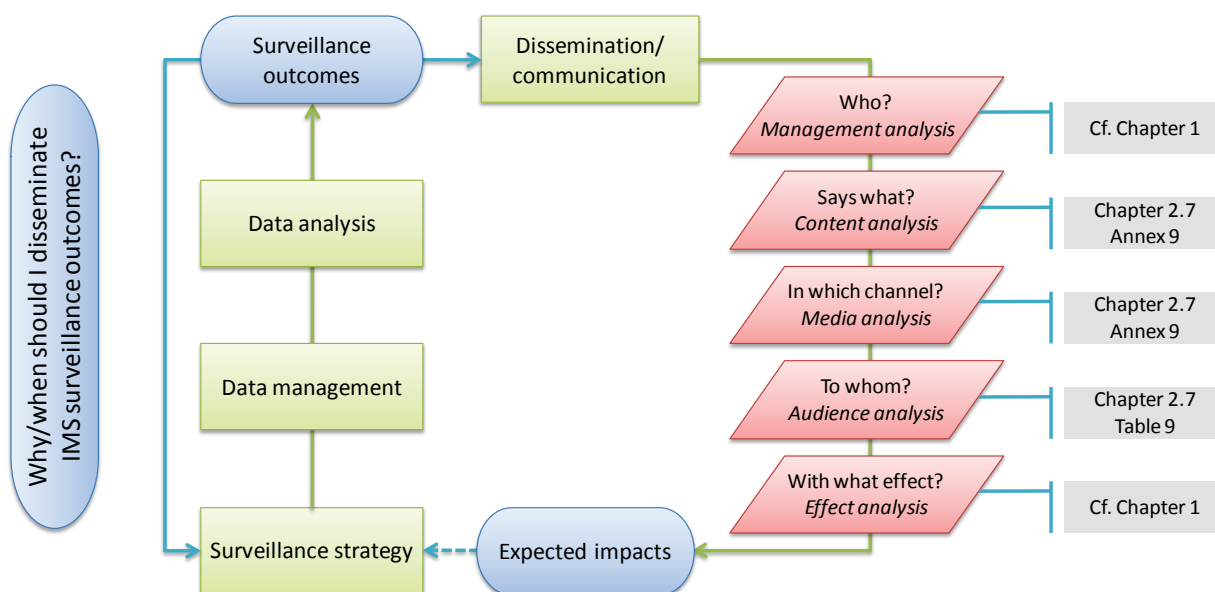 Why/when should I disseminate
IMS surveillance outcomes?
Surveillance
outcomes
Dissemination/
communication
Data analysis
Data management
Surveillance strategy
Expected impacts
Who?
Management analysis
Cf. Chapter 1
Says what?
Content analysis
Chapter 2.7
Annex 9
In which channel?
Media analysis
Chapter 2.7
Annex 9
To whom?
Audience analysis
Chapter 2.7
Table 9
With what effect?
Effect analysis
Cf. Chapter 1